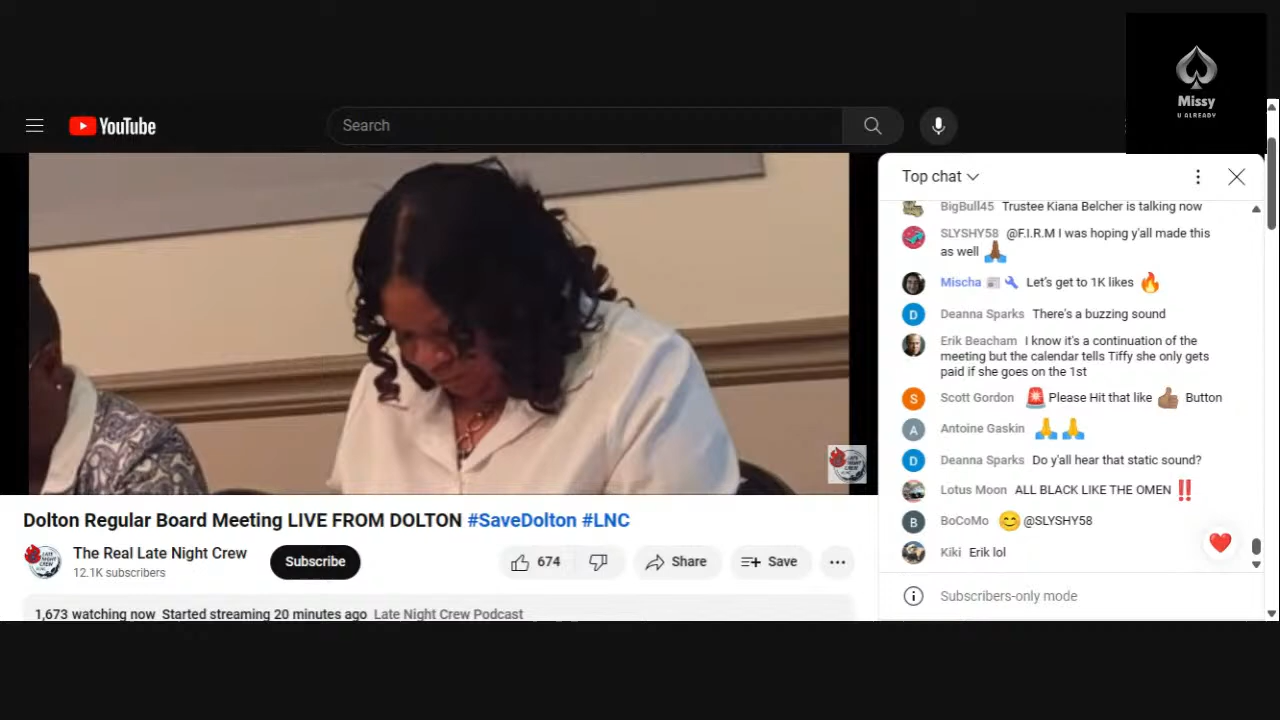 Missy
U ALREADY
YouTube
Search
Top chat
BigBull45 Trustee Kiana Belcher is talking now
SLYSHY58 @F.I.R.M I was hoping y'all made this
as well 🙏🏾
Mischa Let's get to 1K likes 🔥
D Deanna Sparks There's a buzzing sound
Erik Beacham I know it's a continuation of the
meeting but the calendar tells Tiffy she only gets
paid if she goes on the 1st
S Scott Gordon 🚨Please Hit that like 👍🏽 Button
A Antoine Gaskin 🙏🙏
D Deanna Sparks Do y'all hear that static sound?
Lotus Moon ALL BLACK LIKE THE OMEN ‼️
B BoCoMo 😊 @SLYSHY58
Kiki Erik lol
Subscribers-only mode
LATE
NIGHT
CREW
Dolton Regular Board Meeting LIVE FROM DOLTON #SaveDolton #LNC
The Real Late Night Crew
12.1K subscribers
Subscribe
674
Share
Save
1,673 watching now Started streaming 20 minutes ago Late Night Crew Podcast